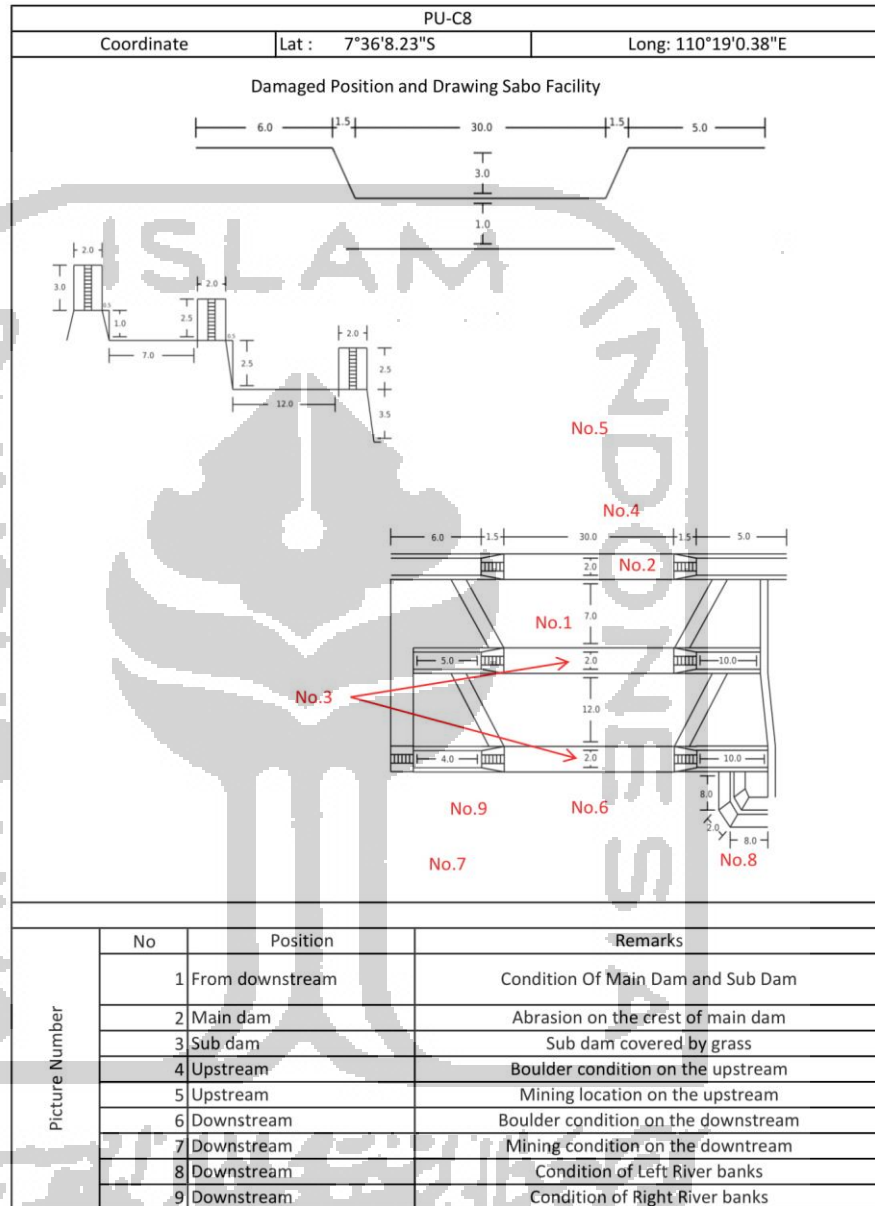 PU-C8
Coordinate Lat : 7°36'8.23"S Long: 110°19'0.38"E
Damaged Position and Drawing Sabo Facility
6.0 1.5 30.0 1.5 5.0
3.0
1.0
ISLAM
INDONESIA
2.0
3.0
0.5
1.0
7.0
2.0
2.5
0.5
2.5
12.0
2.0
2.5
3.5
No.5
No.4
6.0 1.5 30.0 1.5 5.0
2.0 No.2
No.1 7.0
5.0 2.0 10.0
No.3
12.0
4.0 2.0 10.0
8.0
2.0
8.0
No.9 No.6
No.7 No.8
Picture Number
No Position Remarks
1 From downstream Condition Of Main Dam and Sub Dam
2 Main dam Abrasion on the crest of main dam
3 Sub dam Sub dam covered by grass
4 Upstream Boulder condition on the upstream
5 Upstream Mining location on the upstream
6 Downstream Boulder condition on the downstream
7 Downstream Mining condition on the downtream
8 Downstream Condition of Left River banks
9 Downstream Condition of Right River banks